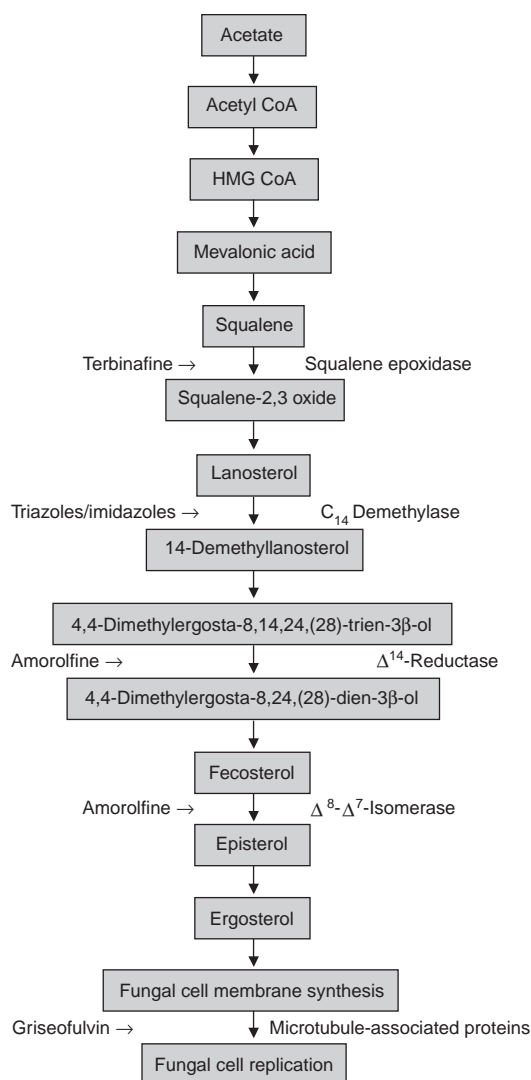 Acetate
Acetyl CoA
HMG CoA
Mevalonic acid
Squalene
Terbinafine → Squalene epoxidase
Squalene-2,3 oxide
Lanosterol
Triazoles/imidazoles → C₁₄ Demethylase
14-Demethyllanosterol
4,4-Dimethylergosta-8,14,24,(28)-trien-3β-ol
Amorolfine → Δ¹⁴-Reductase
4,4-Dimethylergosta-8,24,(28)-dien-3β-ol
Fecosterol
Amorolfine → Δ⁸-Δ⁷-Isomerase
Episterol
Ergosterol
Fungal cell membrane synthesis
Griseofulvin → Microtubule-associated proteins
Fungal cell replication